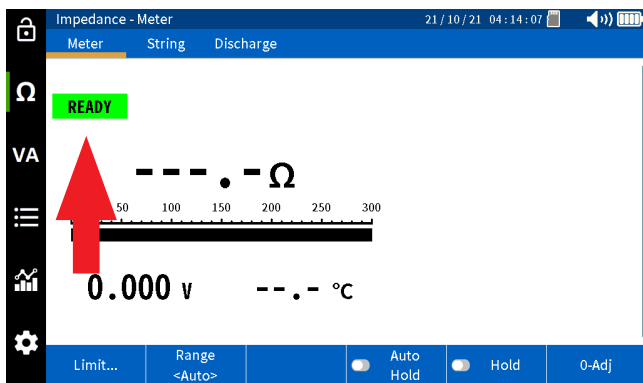 Impedance - Meter 21/10/21 04:14:07
Meter String Discharge
Ω
READY
VA
---.-Ω
50 100 150 200 250 300
0.000 V --.- °C
Limit... Range <Auto> Auto Hold Hold 0-Adj